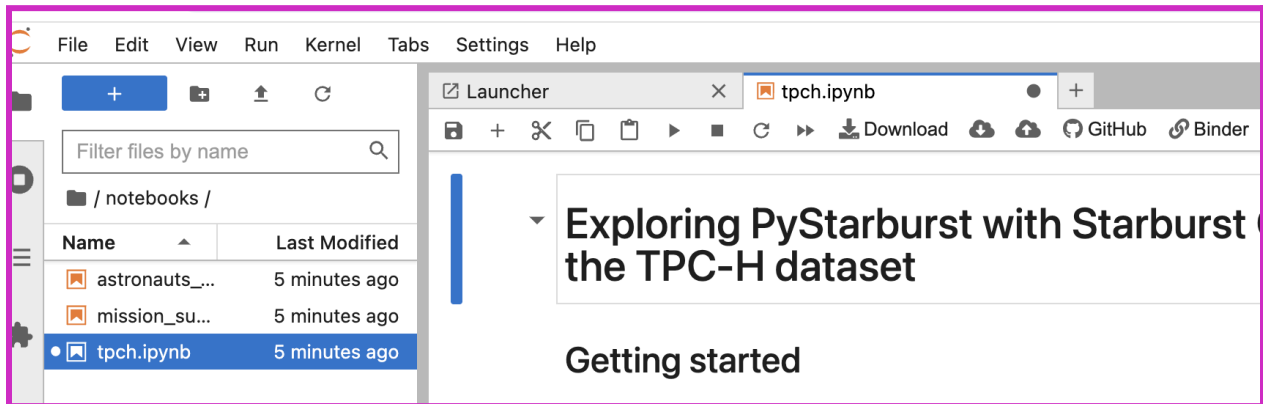 File Edit View Run Kernel Tabs Settings Help
+
Filter files by name
/ notebooks /
Name Last Modified
astronauts_... 5 minutes ago
mission_su... 5 minutes ago
tpch.ipynb 5 minutes ago
Launcher tpch.ipynb +
+ Download GitHub Binder
Exploring PyStarburst with Starburst
the TPC-H dataset
Getting started